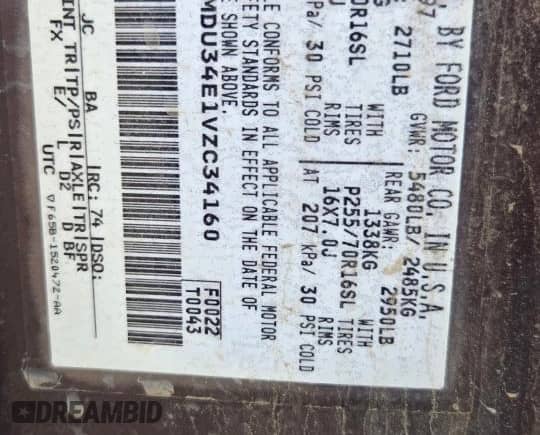 'D BY FORD MOTOR CO. IN U.S.A.
97 GVWR: 5480LB/ 2485KG
2710LB REAR GAWR: 2950LB
G 1338KG
WITH WITH
0R16SL TIRES P255/70R16SL TIRES
J RIMS 16X7.0J RIMS
kPa/ 30 PSI COLD AT 207 kPa/ 30 PSI COLD
LE CONFORMS TO ALL APPLICABLE FEDERAL MOTOR
FETY STANDARDS IN EFFECT ON THE DATE OF
E SHOWN ABOVE.
MDU34E1VZC34160
F0022
T0043
JC BA RC: 74 DSO:
INT TR TP/PS R AXLE TR SPR
FX E/ L D2 D BF
UTC ▽F65B-1520472-AA
DREAMBID